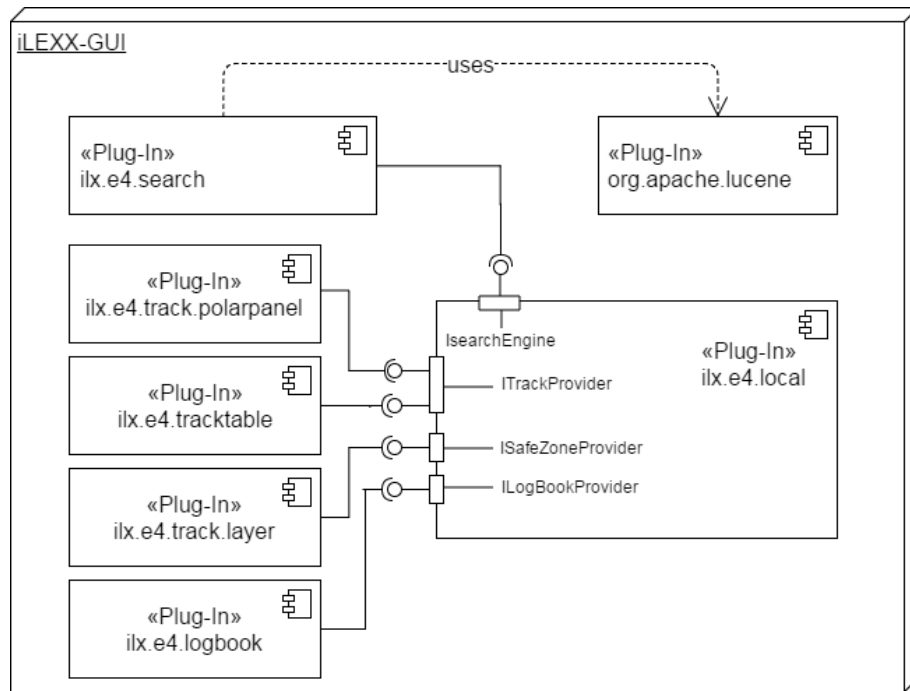 iLEXX-GUI
uses
«Plug-In»
ilx.e4.search
«Plug-In»
org.apache.lucene
«Plug-In»
ilx.e4.track.polarpanel
IsearchEngine
«Plug-In»
ilx.e4.local
ITrackProvider
«Plug-In»
ilx.e4.tracktable
ISafeZoneProvider
ILogBookProvider
«Plug-In»
ilx.e4.track.layer
«Plug-In»
ilx.e4.logbook